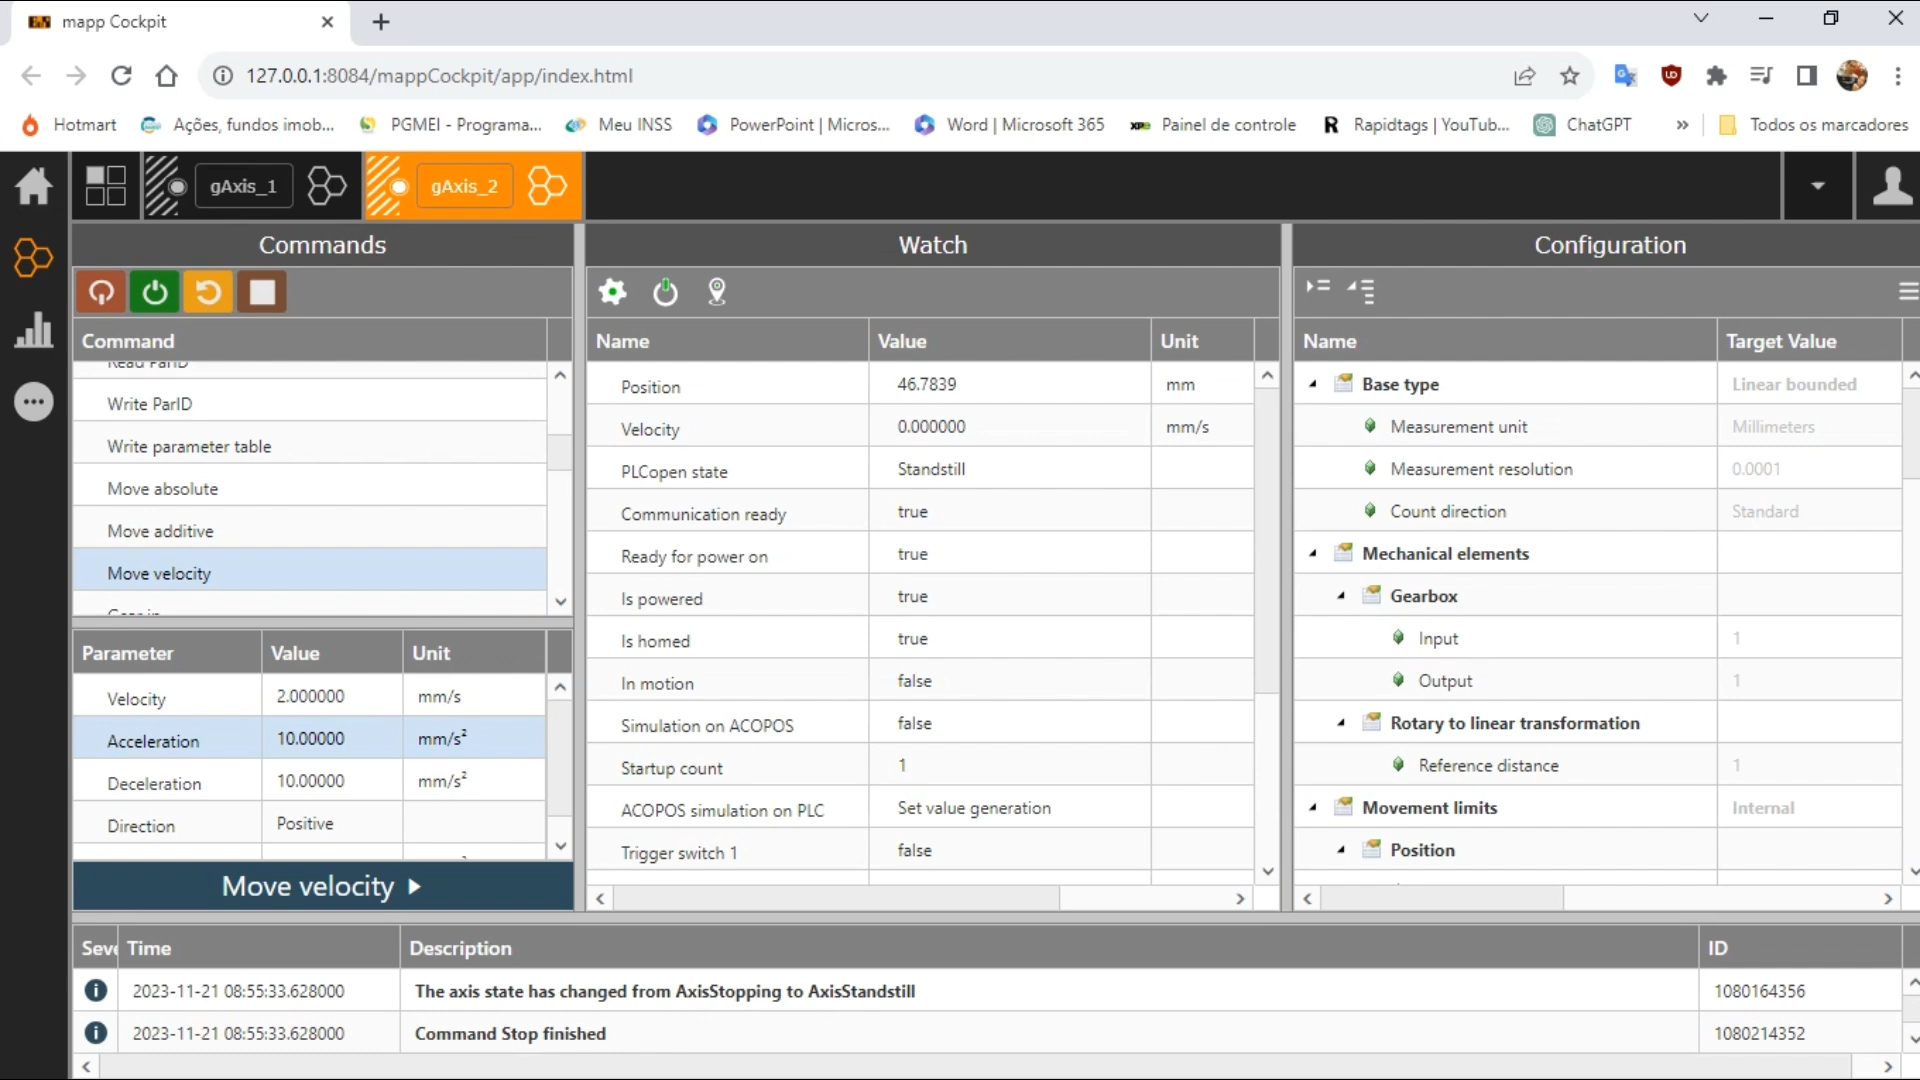 mapp Cockpit
127.0.0.1:8084/mappCockpit/app/index.html
Hotmart
Ações, fundos imob...
PGMEI - Programa...
Meu INSS
PowerPoint | Micros...
Word | Microsoft 365
Painel de controle
Rapidtags | YouTub...
ChatGPT
»
Todos os marcadores
gAxis_1
gAxis_2
Commands
Command
Read ParID
Write ParID
Write parameter table
Move absolute
Move additive
Move velocity
Gear in
Parameter Value Unit
Velocity 2.000000 mm/s
Acceleration 10.00000 mm/s²
Deceleration 10.00000 mm/s²
Direction Positive
Move velocity
Watch
Name Value Unit
Position 46.7839 mm
Velocity 0.000000 mm/s
PLCopen state Standstill
Communication ready true
Ready for power on true
Is powered true
Is homed true
In motion false
Simulation on ACOPOS false
Startup count 1
ACOPOS simulation on PLC Set value generation
Trigger switch 1 false
Configuration
Name Target Value
Base type Linear bounded
Measurement unit Millimeters
Measurement resolution 0.0001
Count direction Standard
Mechanical elements
Gearbox
Input 1
Output 1
Rotary to linear transformation
Reference distance 1
Movement limits Internal
Position
Seve Time Description ID
2023-11-21 08:55:33.628000 The axis state has changed from AxisStopping to AxisStandstill 1080164356
2023-11-21 08:55:33.628000 Command Stop finished 1080214352